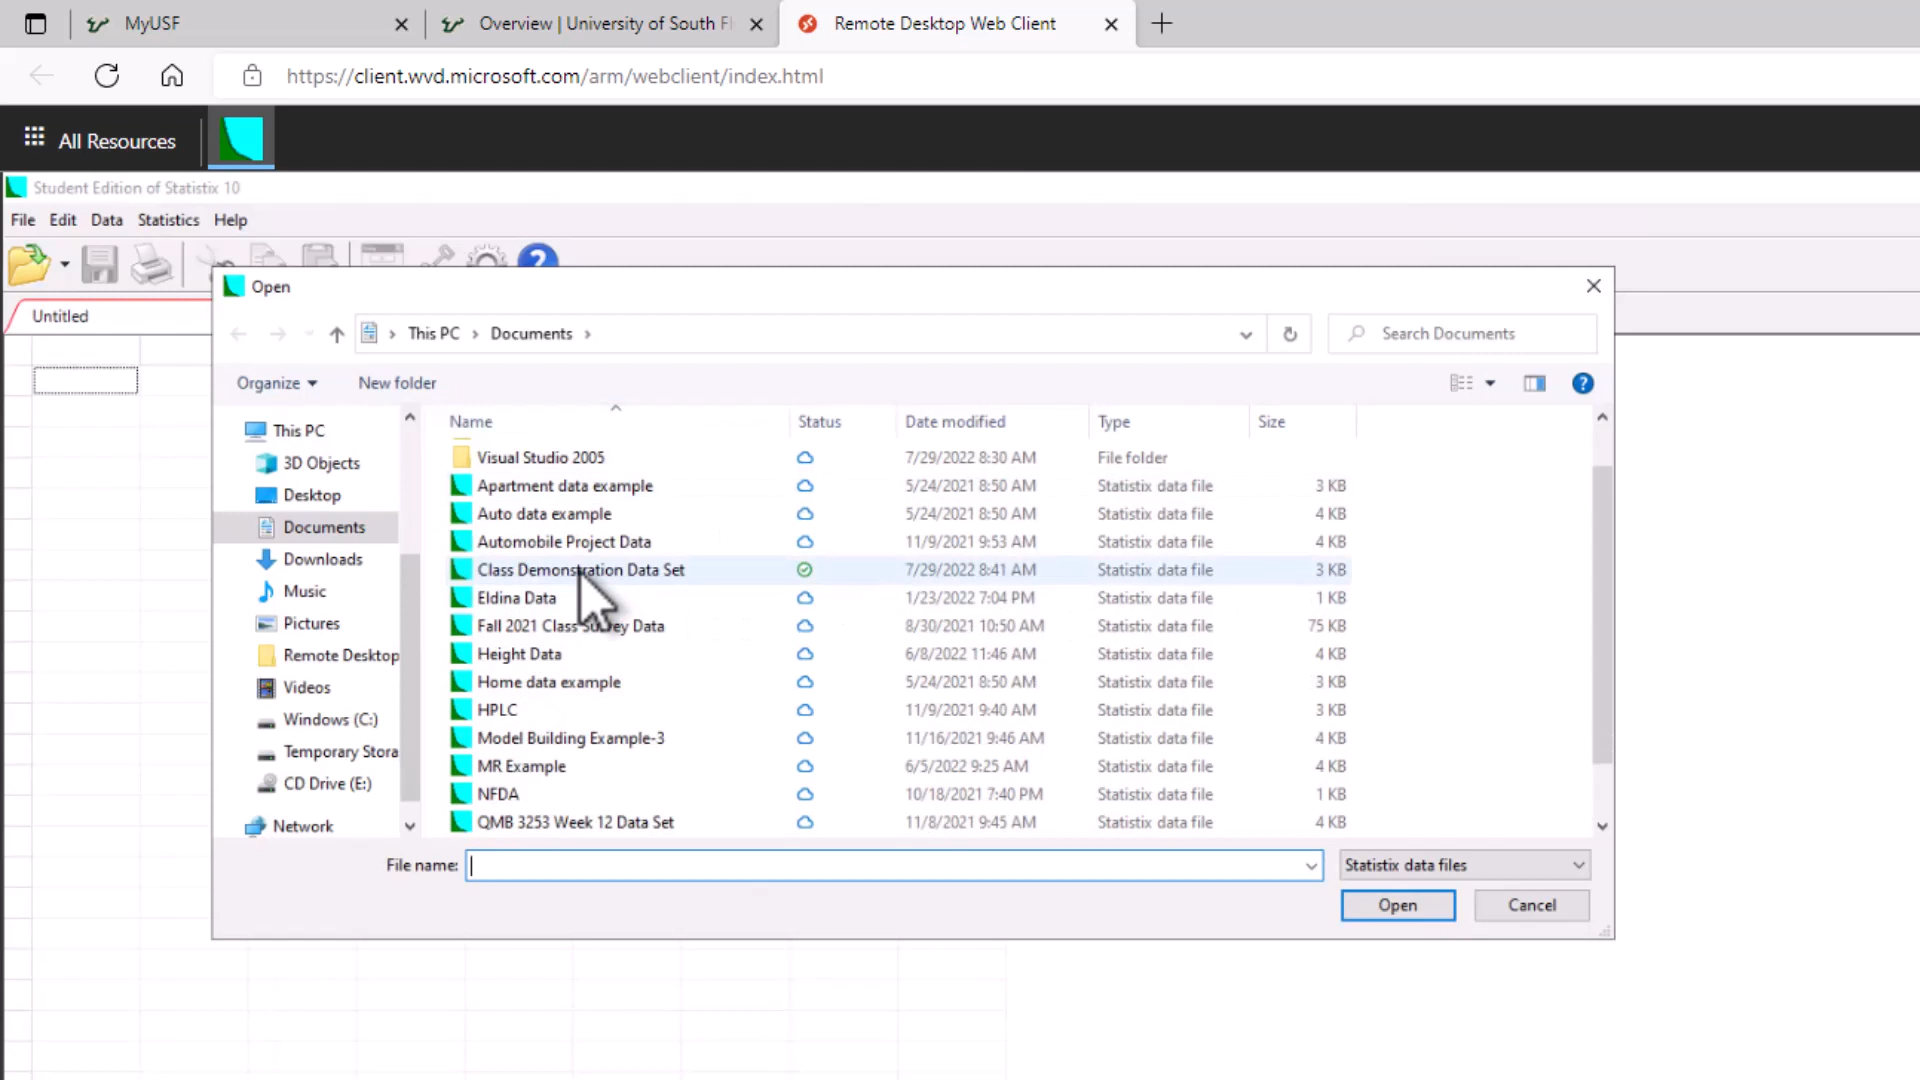 MyUSF
Overview | University of South Fl
Remote Desktop Web Client
https://client.wvd.microsoft.com/arm/webclient/index.html
All Resources
Student Edition of Statistix 10
File Edit Data Statistics Help
Untitled
Open
This PC > Documents >
Search Documents
Organize
New folder
This PC
3D Objects
Desktop
Documents
Downloads
Music
Pictures
Remote Desktop
Videos
Windows (C:)
Temporary Stora
CD Drive (E:)
Network
Name Status Date modified Type Size
Visual Studio 2005 7/29/2022 8:30 AM File folder
Apartment data example 5/24/2021 8:50 AM Statistix data file 3 KB
Auto data example 5/24/2021 8:50 AM Statistix data file 4 KB
Automobile Project Data 11/9/2021 9:53 AM Statistix data file 4 KB
Class Demonstration Data Set 7/29/2022 8:41 AM Statistix data file 3 KB
Eldina Data 1/23/2022 7:04 PM Statistix data file 1 KB
Fall 2021 Class Survey Data 8/30/2021 10:50 AM Statistix data file 75 KB
Height Data 6/8/2022 11:46 AM Statistix data file 4 KB
Home data example 5/24/2021 8:50 AM Statistix data file 3 KB
HPLC 11/9/2021 9:40 AM Statistix data file 3 KB
Model Building Example-3 11/16/2021 9:46 AM Statistix data file 4 KB
MR Example 6/5/2022 9:25 AM Statistix data file 4 KB
NFDA 10/18/2021 7:40 PM Statistix data file 1 KB
QMB 3253 Week 12 Data Set 11/8/2021 9:45 AM Statistix data file 4 KB
File name:
Statistix data files
Open
Cancel